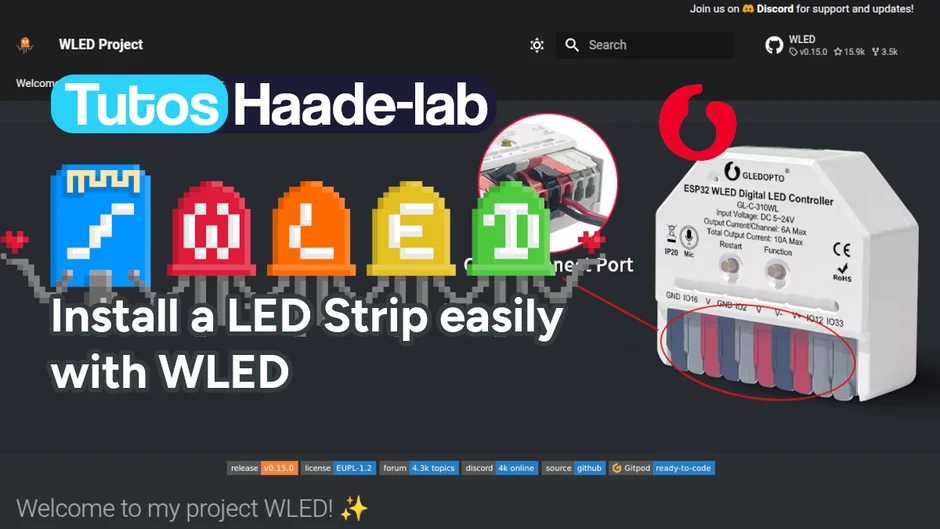 Join us on Discord for support and updates!
WLED Project
Search
WLED
v0.15.0 15.9k 3.5k
Tutos Haade-lab
WLED
Port
Install a LED Strip easily
with WLED
GLEDOPTO
ESP32 WLED Digital LED Controller
GL-C-310WL
Input Voltage: DC 5~24V
Output Current/Channel: 6A Max
Total Output Current: 10A Max
IP20 Mic Restart Function CE RoHS
GND IO16 V GND IO2 V V- V+ IO12 IO33
release v0.15.0 license EUPL-1.2 forum 4.3k topics discord 4k online source github Gitpod ready-to-code
Welcome to my project WLED! ✨